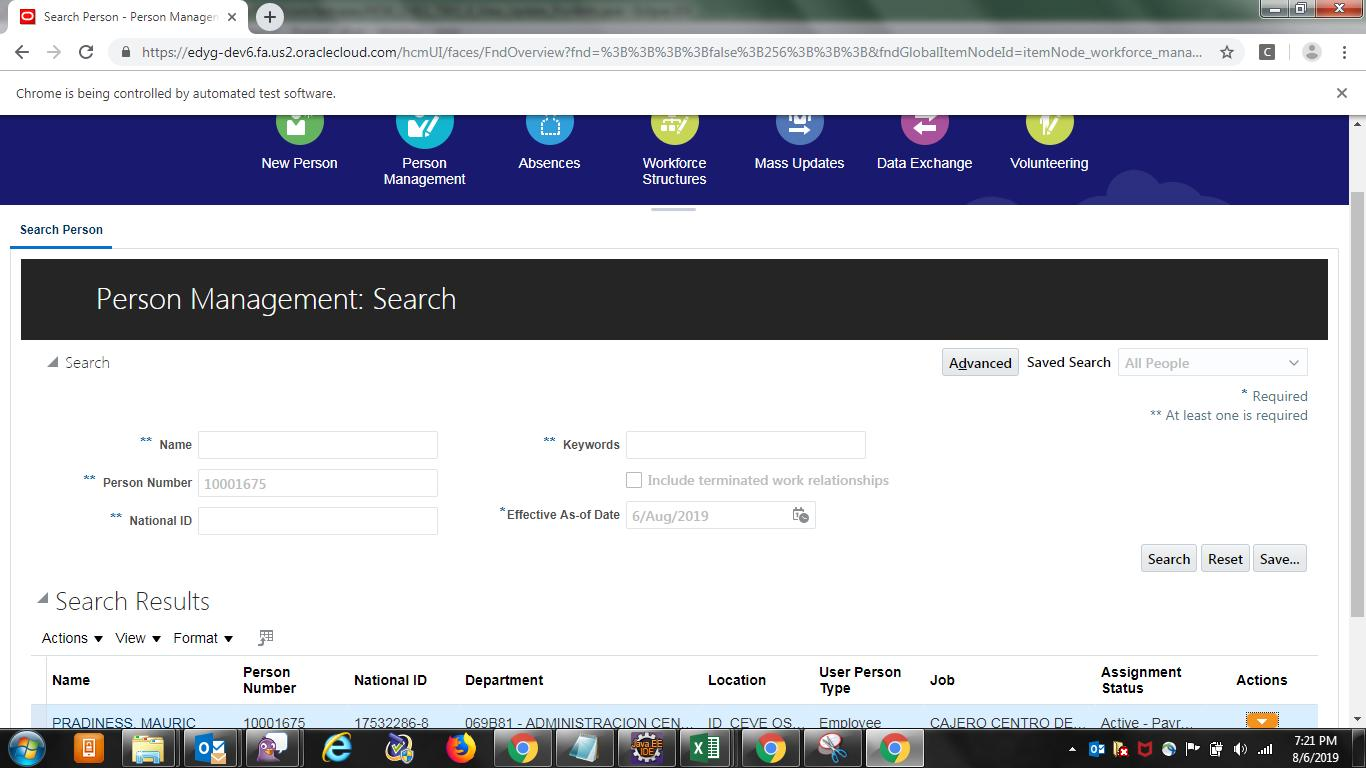 Search Person - Person Managen
https://edyg-dev6.fa.us2.oraclecloud.com/hcmUI/faces/FndOverview?fnd=%3B%3B%3B%3Bfalse%3B256%3B%3B%3B&fndGlobalItemNodeId=itemNode_workforce_mana...
C
Chrome is being controlled by automated test software.
New Person
Person Management
Absences
Workforce Structures
Mass Updates
Data Exchange
Volunteering
Search Person
Person Management: Search
Search
Advanced Saved Search All People
* Required
** At least one is required
** Name
** Keywords
** Person Number 10001675
Include terminated work relationships
** National ID
*Effective As-of Date 6/Aug/2019
Search Reset Save...
Search Results
Actions View Format
Name Person Number National ID Department Location User Person Type Job Assignment Status Actions
PRADINESS, MAURIC 10001675 17532286-8 069B81 - ADMINISTRACION CEN... ID_CEVE OS... Employee CAJERO CENTRO DE... Active - Payr...
Java EE
IDE
7:21 PM
8/6/2019